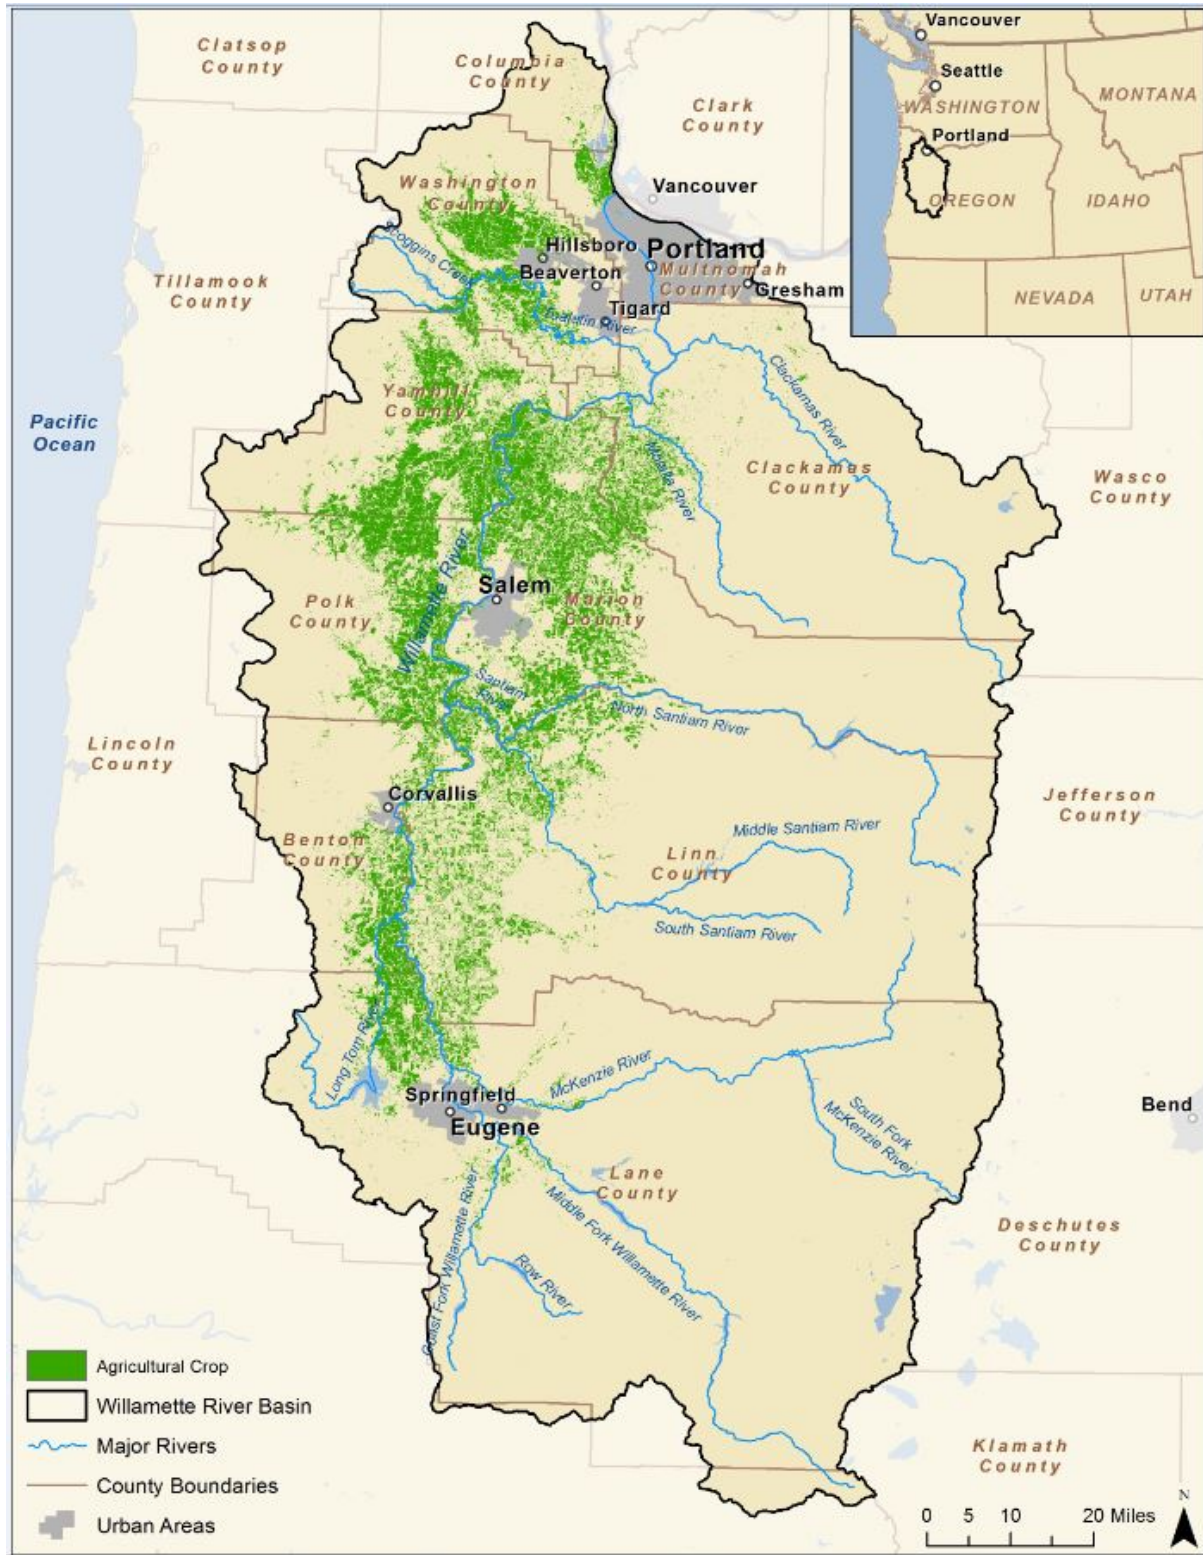 Clatsop
County
Columbia
County
Clark
County
Vancouver
Seattle
WASHINGTON
MONTANA
Portland
OREGON
IDAHO
NEVADA
UTAH
Washington
County
Vancouver
Scoggins Creek
Hillsboro
Portland
Beaverton
Multnomah
County
Gresham
Tillamook
County
Tigard
Tualatin River
Yamhill
County
Clackamas River
Pacific
Ocean
Molalla River
Clackamas
County
Wasco
County
Willamette River
Salem
Polk
County
Marion
County
Santiam
River
North Santiam River
Lincoln
County
Corvallis
Jefferson
County
Benton
County
Middle Santiam River
Linn
County
South Santiam River
Long Tom River
McKenzie River
Springfield
Eugene
South Fork
McKenzie River
Bend
Lane
County
Coast Fork Willamette River
Middle Fork Willamette River
Row River
Deschutes
County
Klamath
County
Agricultural Crop
Willamette River Basin
Major Rivers
County Boundaries
Urban Areas
N
0 5 10 20 Miles